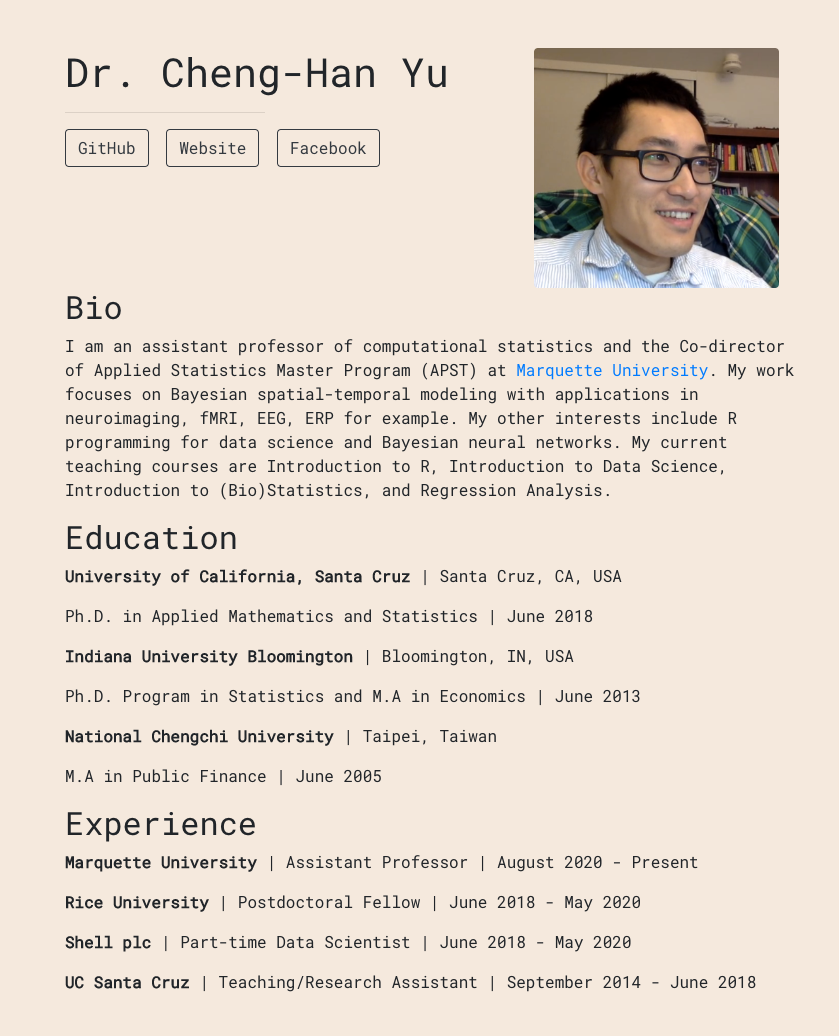 Dr. Cheng-Han Yu
GitHub
Website
Facebook
Bio
I am an assistant professor of computational statistics and the Co-director
of Applied Statistics Master Program (APST) at Marquette University. My work
focuses on Bayesian spatial-temporal modeling with applications in
neuroimaging, fMRI, EEG, ERP for example. My other interests include R
programming for data science and Bayesian neural networks. My current
teaching courses are Introduction to R, Introduction to Data Science,
Introduction to (Bio)Statistics, and Regression Analysis.
Education
University of California, Santa Cruz | Santa Cruz, CA, USA
Ph.D. in Applied Mathematics and Statistics | June 2018
Indiana University Bloomington | Bloomington, IN, USA
Ph.D. Program in Statistics and M.A in Economics | June 2013
National Chengchi University | Taipei, Taiwan
M.A in Public Finance | June 2005
Experience
Marquette University | Assistant Professor | August 2020 - Present
Rice University | Postdoctoral Fellow | June 2018 - May 2020
Shell plc | Part-time Data Scientist | June 2018 - May 2020
UC Santa Cruz | Teaching/Research Assistant | September 2014 - June 2018